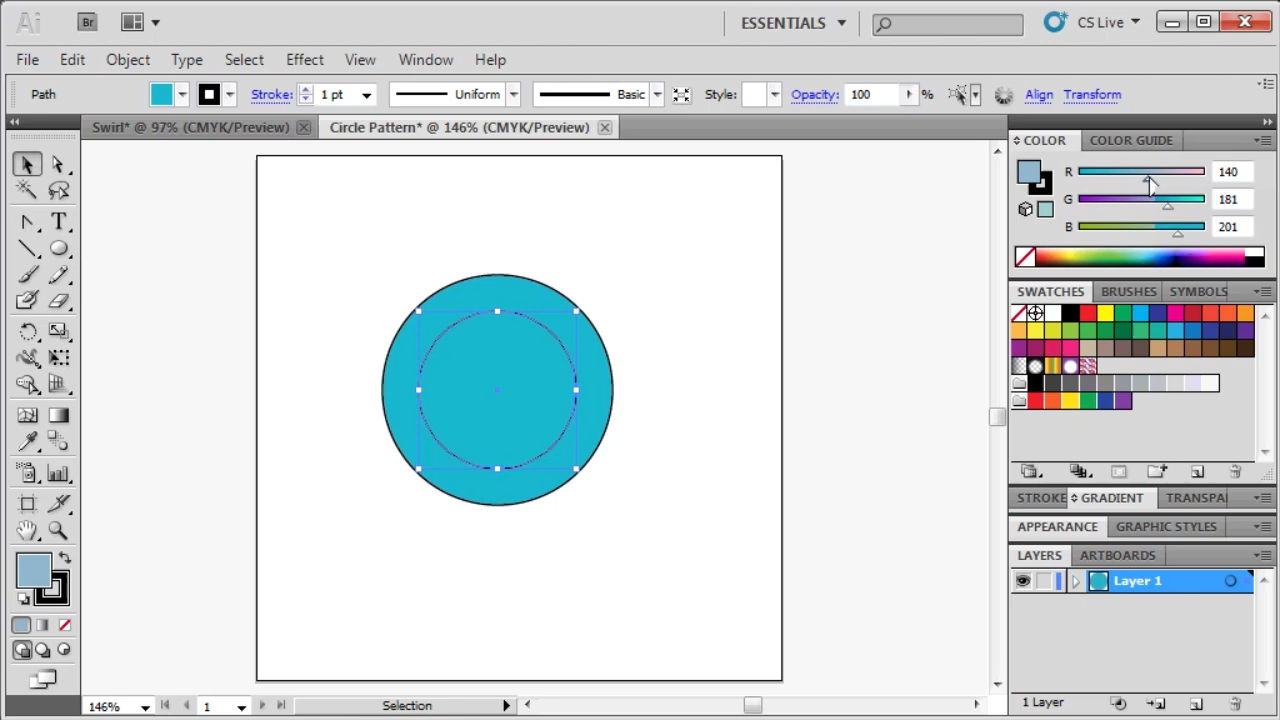 Ai Br ESSENTIALS CS Live
File Edit Object Type Select Effect View Window Help
Path Stroke: 1 pt Uniform Basic Style: Opacity: 100 % Align Transform
Swirl* @ 97% (CMYK/Preview) Circle Pattern* @ 146% (CMYK/Preview)
COLOR COLOR GUIDE
R 140
G 181
B 201
SWATCHES BRUSHES SYMBOLS
STROKE GRADIENT TRANSPA
APPEARANCE GRAPHIC STYLES
LAYERS ARTBOARDS
Layer 1
1 Layer
146% 1 Selection